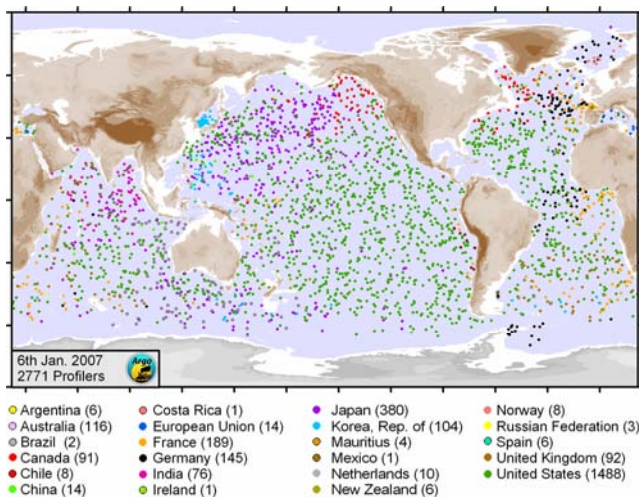 6th Jan. 2007
2771 Profilers
Argo
Argentina (6)
Australia (116)
Brazil (2)
Canada (91)
Chile (8)
China (14)
Costa Rica (1)
European Union (14)
France (189)
Germany (145)
India (76)
Ireland (1)
Japan (380)
Korea, Rep. of (104)
Mauritius (4)
Mexico (1)
Netherlands (10)
New Zealand (6)
Norway (8)
Russian Federation (3)
Spain (6)
United Kingdom (92)
United States (1488)